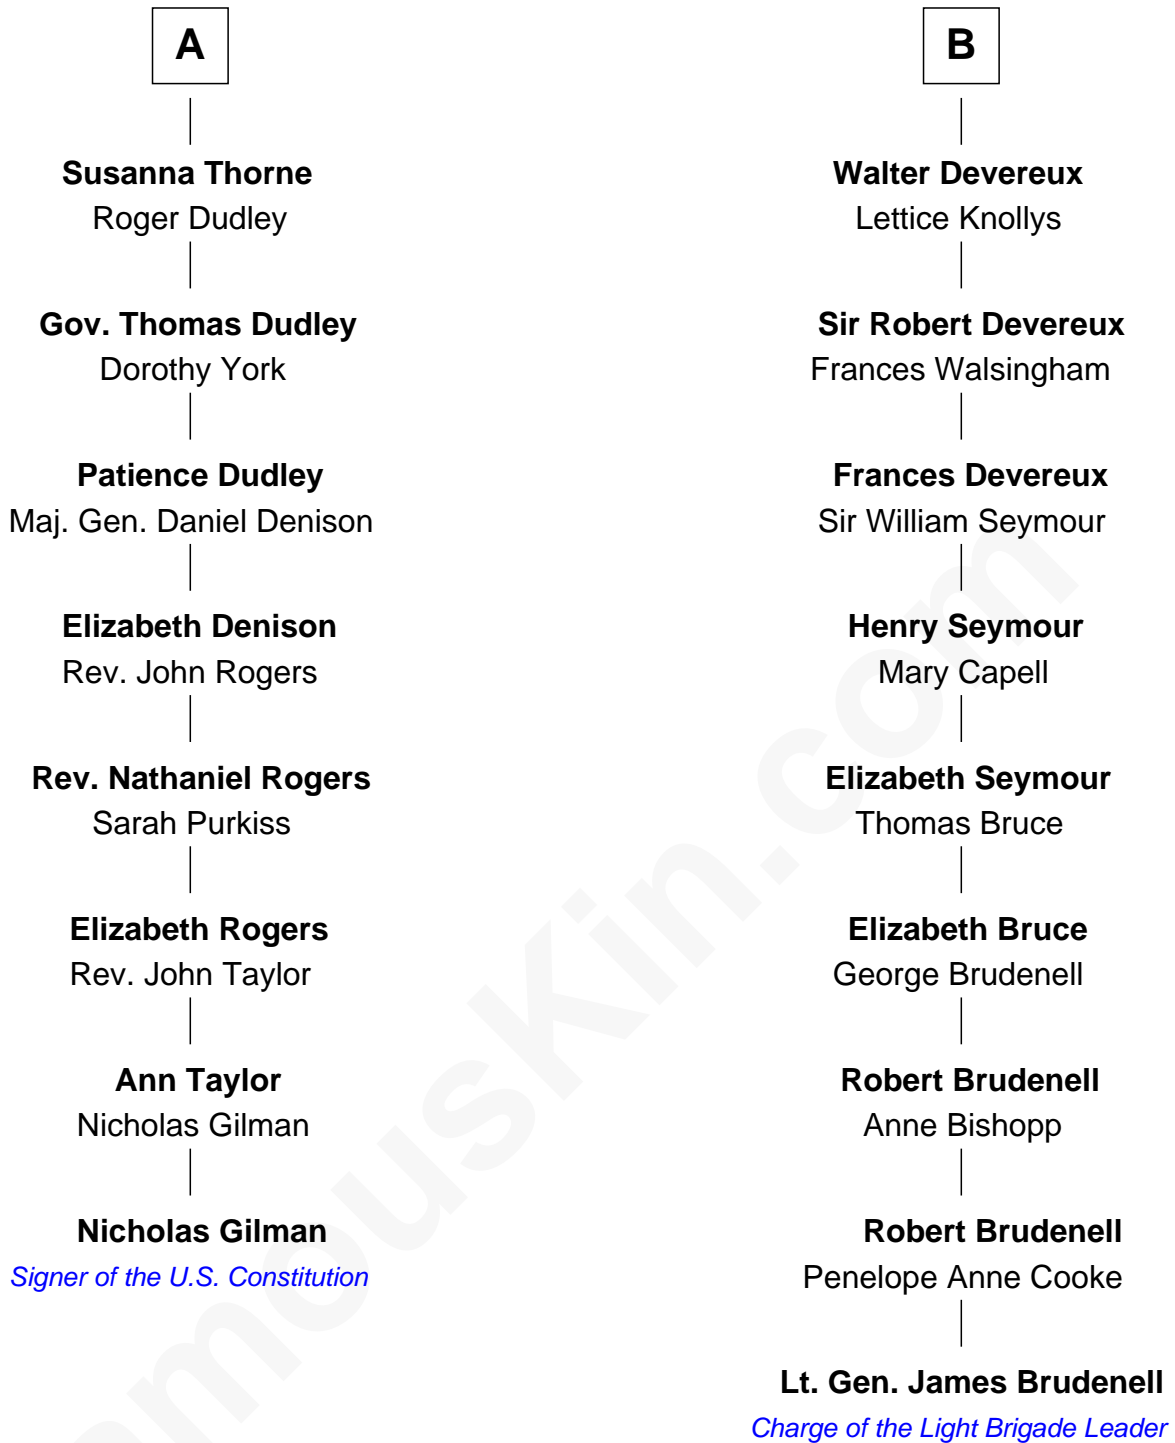 A
Susanna Thorne
Roger Dudley
Gov. Thomas Dudley
Dorothy York
Patience Dudley
Maj. Gen. Daniel Denison
Elizabeth Denison
Rev. John Rogers
Rev. Nathaniel Rogers
Sarah Purkiss
Elizabeth Rogers
Rev. John Taylor
Ann Taylor
Nicholas Gilman
Nicholas Gilman
Signer of the U.S. Constitution
B
Walter Devereux
Lettice Knollys
Sir Robert Devereux
Frances Walsingham
Frances Devereux
Sir William Seymour
Henry Seymour
Mary Capell
Elizabeth Seymour
Thomas Bruce
Elizabeth Bruce
George Brudenell
Robert Brudenell
Anne Bishopp
Robert Brudenell
Penelope Anne Cooke
Lt. Gen. James Brudenell
Charge of the Light Brigade Leader
amouskin.com